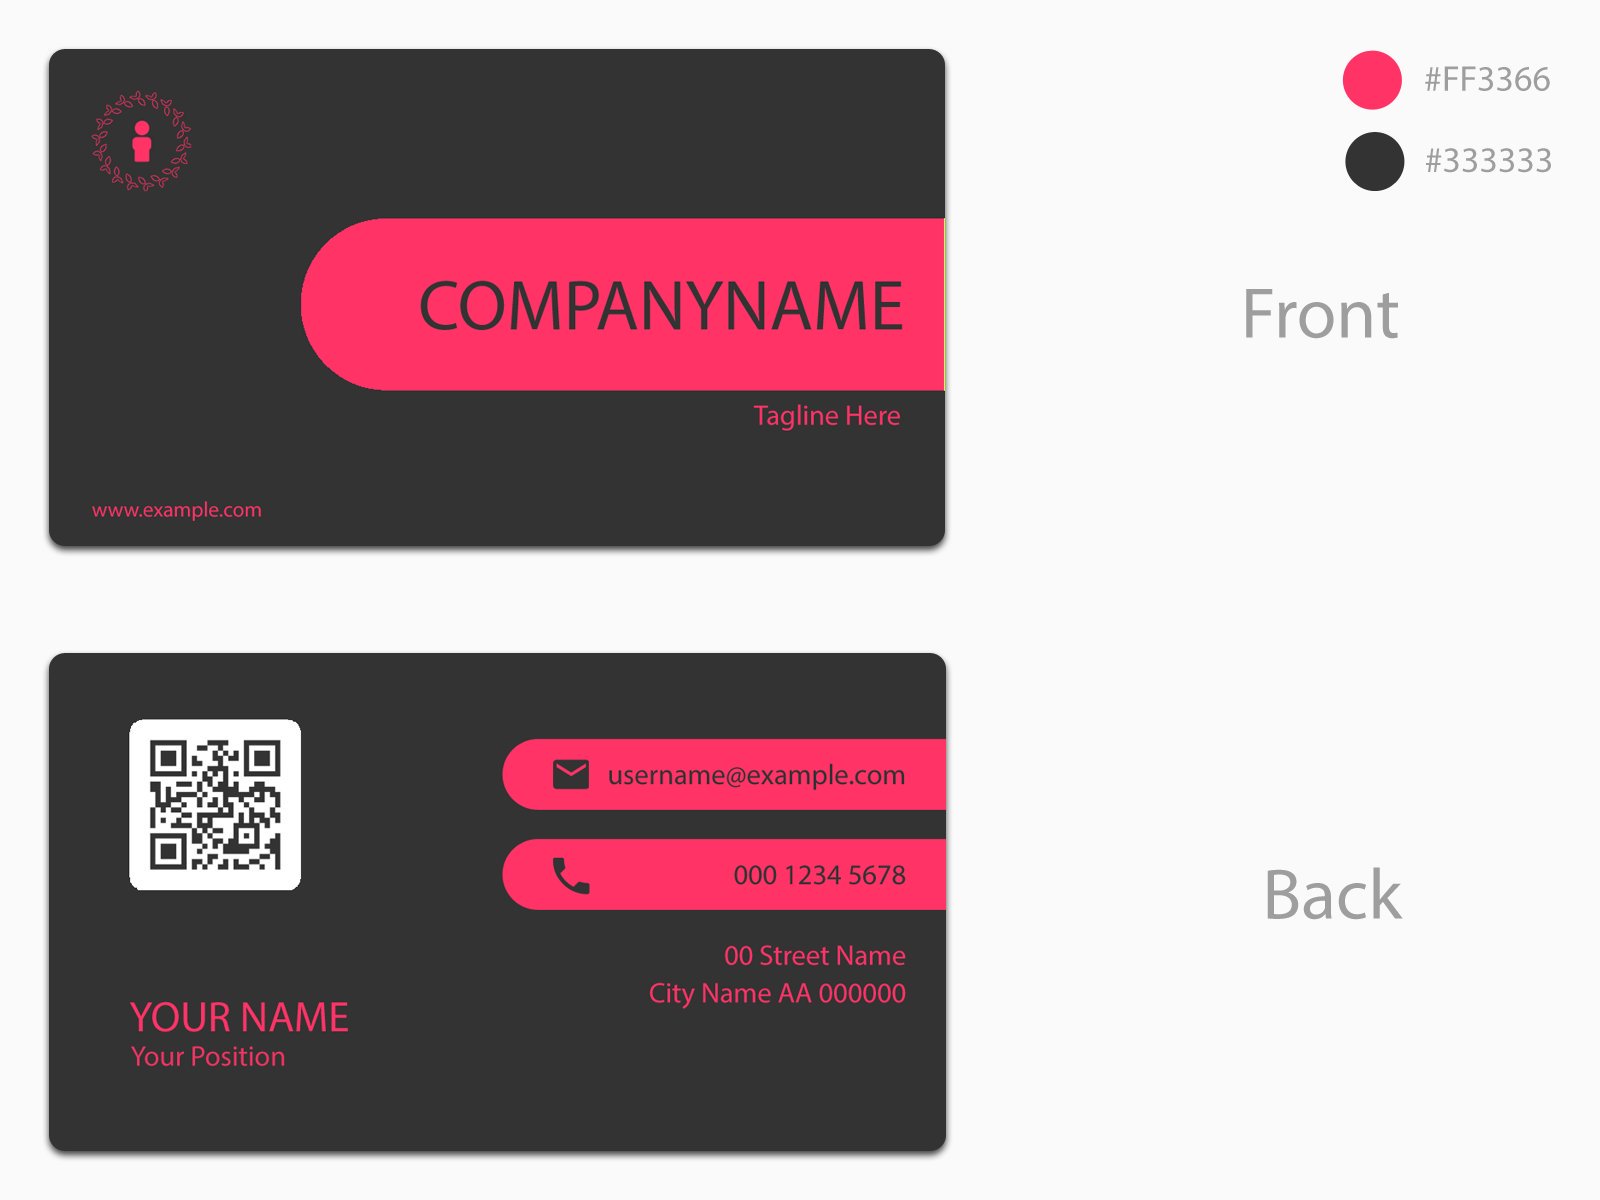 #FF3366
#333333
COMPANYNAME
Tagline Here
www.example.com
Front
username@example.com
000 1234 5678
00 Street Name
City Name AA 000000
YOUR NAME
Your Position
Back